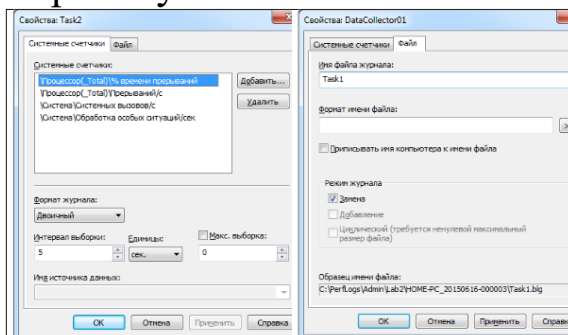 Свойства: Task2
Системные счетчики Файл
Системные счетчики:
\Процессор(_Total)\% времени прерываний
\Процессор(_Total)\Прерываний/с
\Система\Системных вызовов/с
\Система\Обработка особых ситуаций/сек
Добавить...
Удалить
Формат журнала:
Двоичный
Интервал выборки: Единицы: Макс. выборка:
5 сек. 0
Имя источника данных:
ОК Отмена Применить Справка
Свойства: DataCollector01
Системные счетчики Файл
Имя файла журнала:
Task1
Формат имени файла:
Приписывать имя компьютера к имени файла
Режим журнала
Замена
Добавление
Циклический (требуется ненулевой максимальный
размер файла)
Образец имени файла:
C:\PerfLogs\Admin\Lab2\HOME-PC_20150616-000003\Task1.blg
ОК Отмена Применить Справка